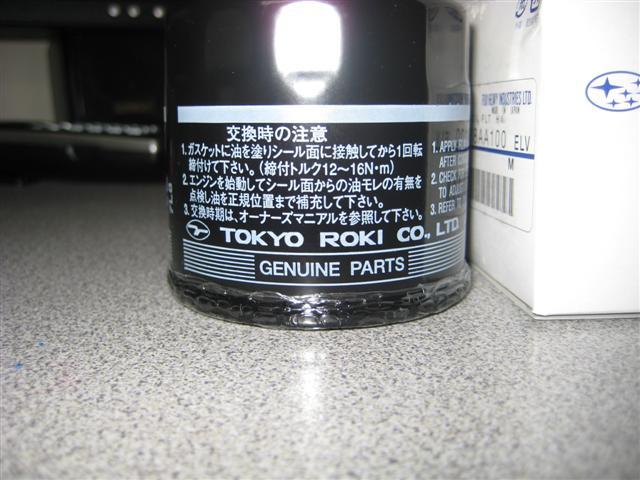 交換時の注意
1.ガスケットに油を塗りシール面に接触してから1回転
締付けて下さい。(締付トルク12〜16N・m)
2.エンジンを始動してシール面からの油モレの有無を
点検し油を正規位置まで補充して下さい。
3.交換時期は、オーナーズマニアルを参照して下さい。
TOKYO ROKI CO., LTD.
GENUINE PARTS
1. APPLY
AFTER
2. CHECK FOR
TO
3. REFER TO
HEAVY INDUSTRIES LTD.
MADE IN JAPAN
AA100 ELV
M